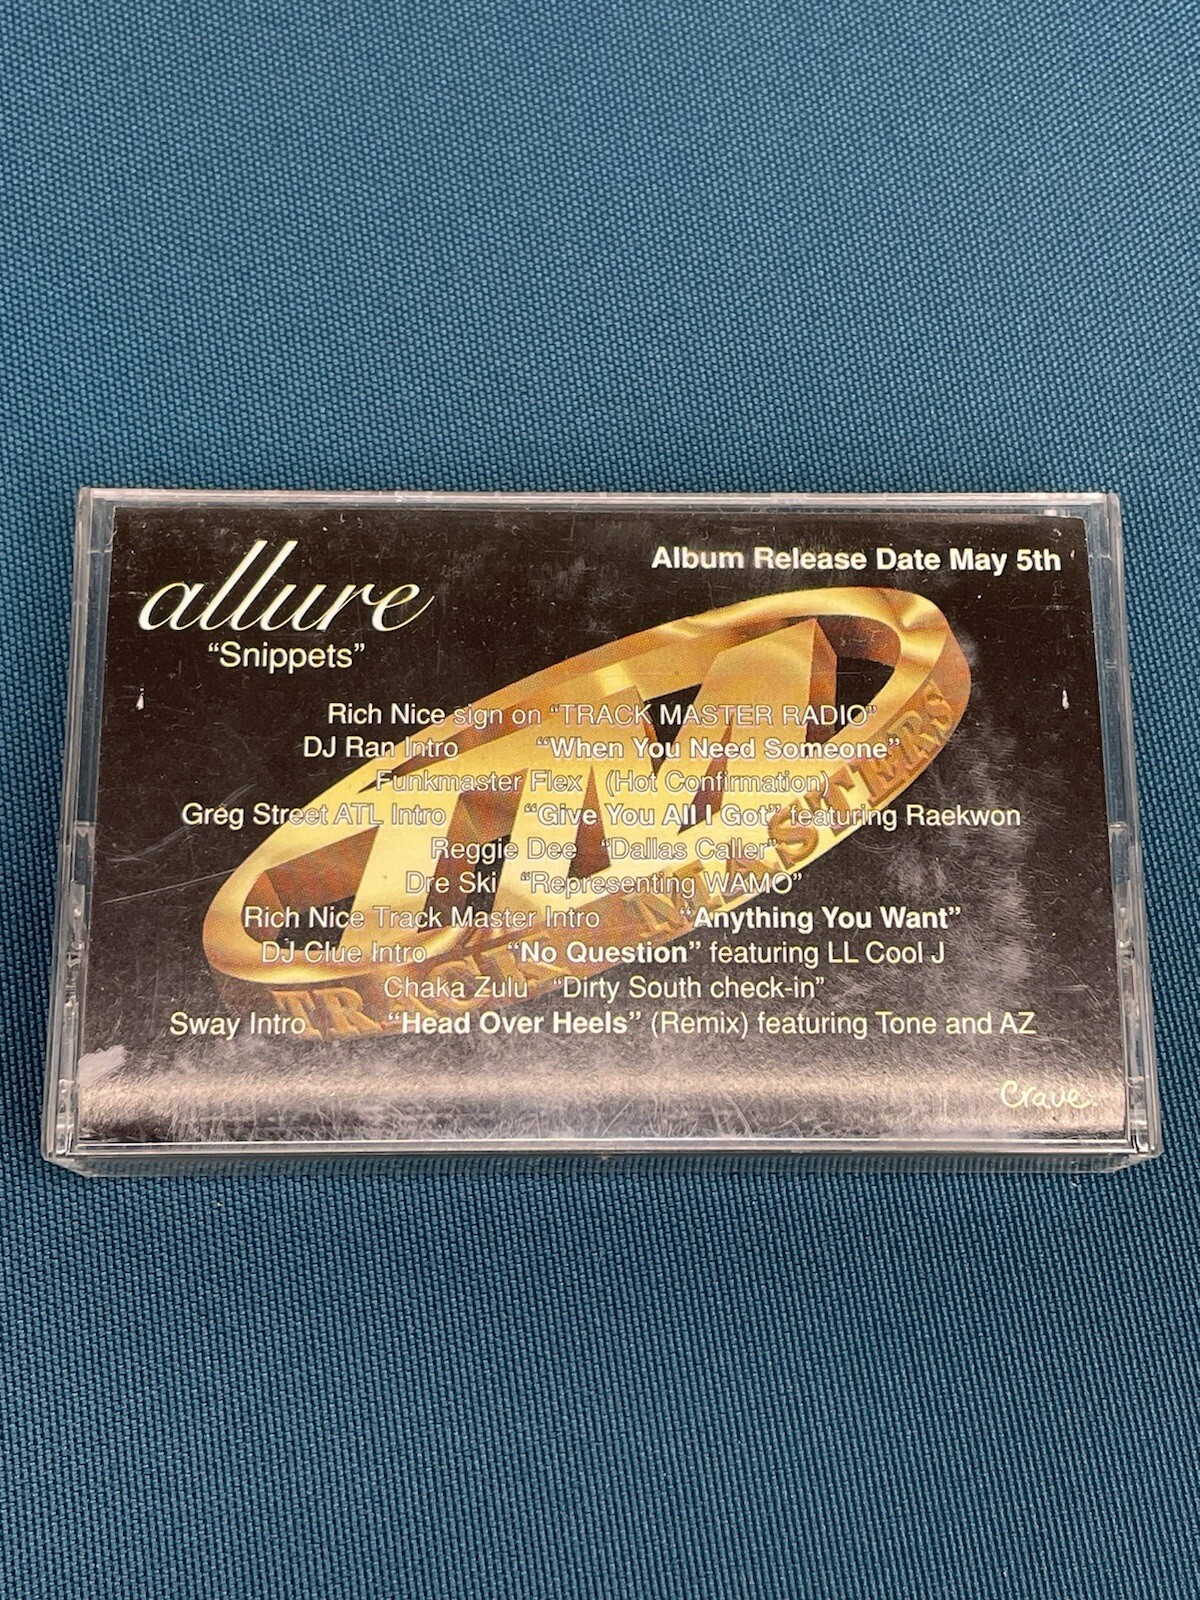 allure
"Snippets"
Album Release Date May 5th
Rich Nice sign on "TRACK MASTER RADIO"
DJ Ran Intro "When You Need Someone"
Funkmaster Flex (Hot Confirmation)
Greg Street ATL Intro "Give You All I Got" featuring Raekwon
Reggie Dee "Dallas Caller"
Dre Ski "Representing WAMO"
Rich Nice Track Master Intro "Anything You Want"
DJ Clue Intro "No Question" featuring LL Cool J
Chaka Zulu "Dirty South check-in"
Sway Intro "Head Over Heels" (Remix) featuring Tone and AZ
TM
TRACK MASTERS
Crave.